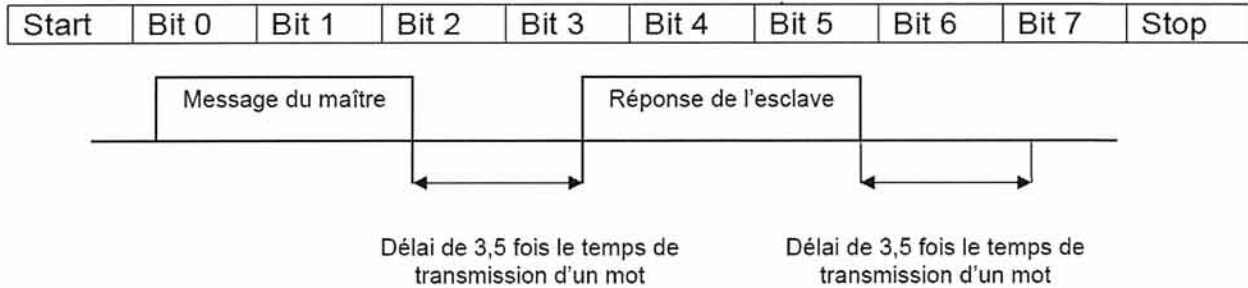 Start Bit 0 Bit 1 Bit 2 Bit 3 Bit 4 Bit 5 Bit 6 Bit 7 Stop
Message du maître Réponse de l'esclave
Délai de 3,5 fois le temps de
transmission d'un mot
Délai de 3,5 fois le temps de
transmission d'un mot